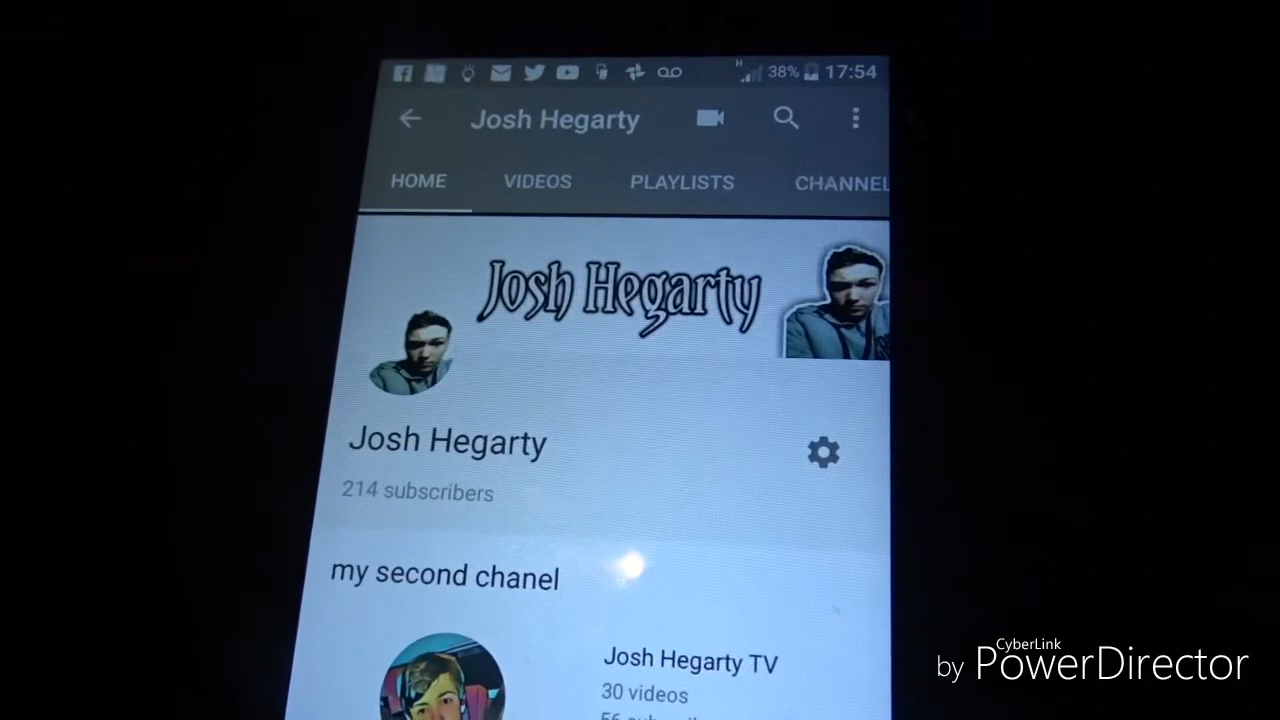 H 38% 17:54
Josh Hegarty
HOME VIDEOS PLAYLISTS CHANNEL
Josh Hegarty
Josh Hegarty
214 subscribers
my second chanel
Josh Hegarty TV
30 videos
56
CyberLink
by PowerDirector